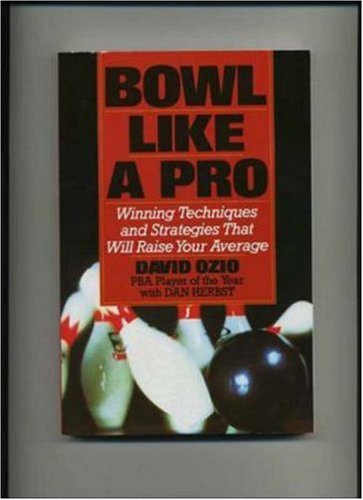 BOWL
LIKE
A PRO
Winning Techniques
and Strategies That
Will Raise Your Average
DAVID OZIO
PBA Player of the Year
with DAN HERBST